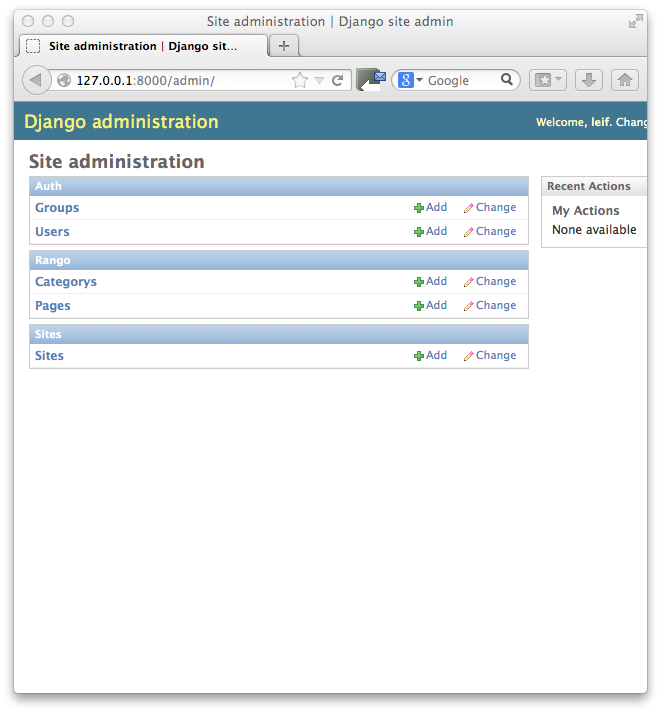 Site administration | Django site admin
Site administration | Django sit...
127.0.0.1:8000/admin/
8
Google
Django administration
Welcome, leif. Chang
Site administration
Auth
Groups Add Change
Users Add Change
Rango
Categorys Add Change
Pages Add Change
Sites
Sites Add Change
Recent Actions
My Actions
None available